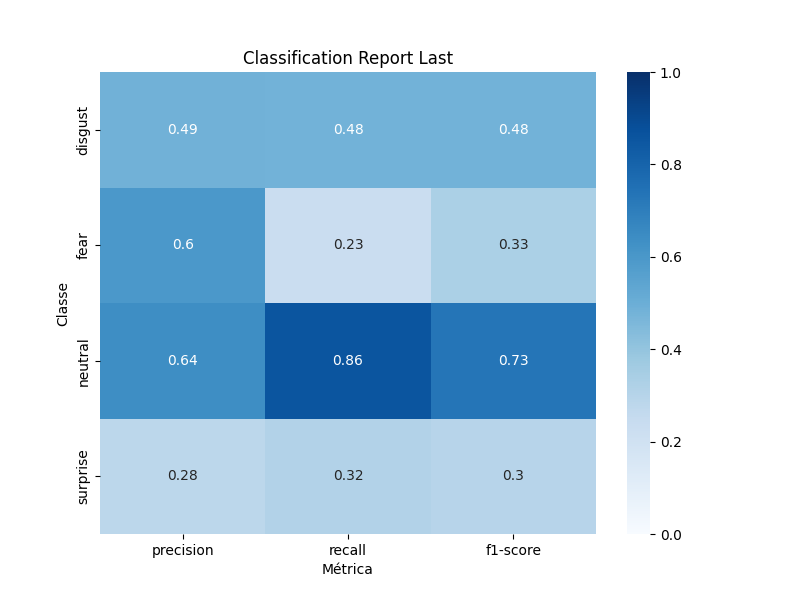 Classification Report Last
Classe
disgust 0.49 0.48 0.48
fear 0.6 0.23 0.33
neutral 0.64 0.86 0.73
surprise 0.28 0.32 0.3
precision recall f1-score
Métrica
1.0
0.8
0.6
0.4
0.2
0.0